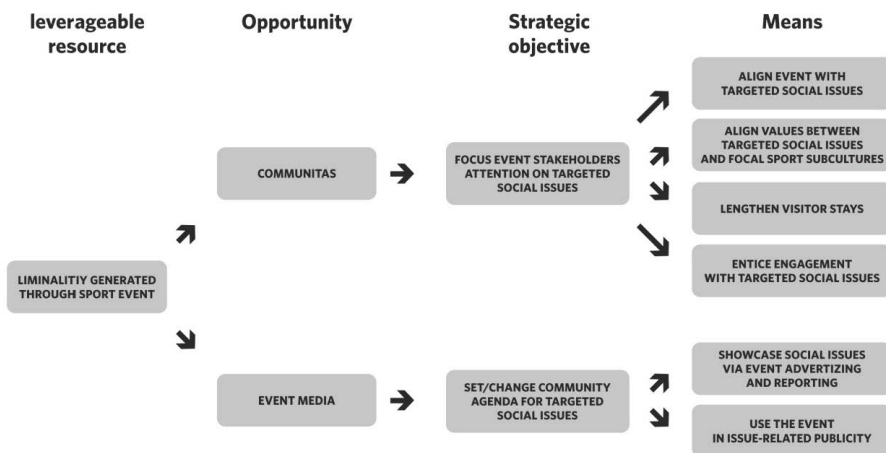 leverageable
resource
Opportunity
Strategic
objective
Means
LIMINALITIY GENERATED
THROUGH SPORT EVENT
COMMUNITAS
FOCUS EVENT STAKEHOLDERS
ATTENTION ON TARGETED
SOCIAL ISSUES
ALIGN EVENT WITH
TARGETED SOCIAL ISSUES
ALIGN VALUES BETWEEN
TARGETED SOCIAL ISSUES
AND FOCAL SPORT SUBCULTURES
LENGTHEN VISITOR STAYS
ENTICE ENGAGEMENT
WITH TARGETED SOCIAL ISSUES
EVENT MEDIA
SET/CHANGE COMMUNITY
AGENDA FOR TARGETED
SOCIAL ISSUES
SHOWCASE SOCIAL ISSUES
VIA EVENT ADVERTIZING
AND REPORTING
USE THE EVENT
IN ISSUE-RELATED PUBLICITY